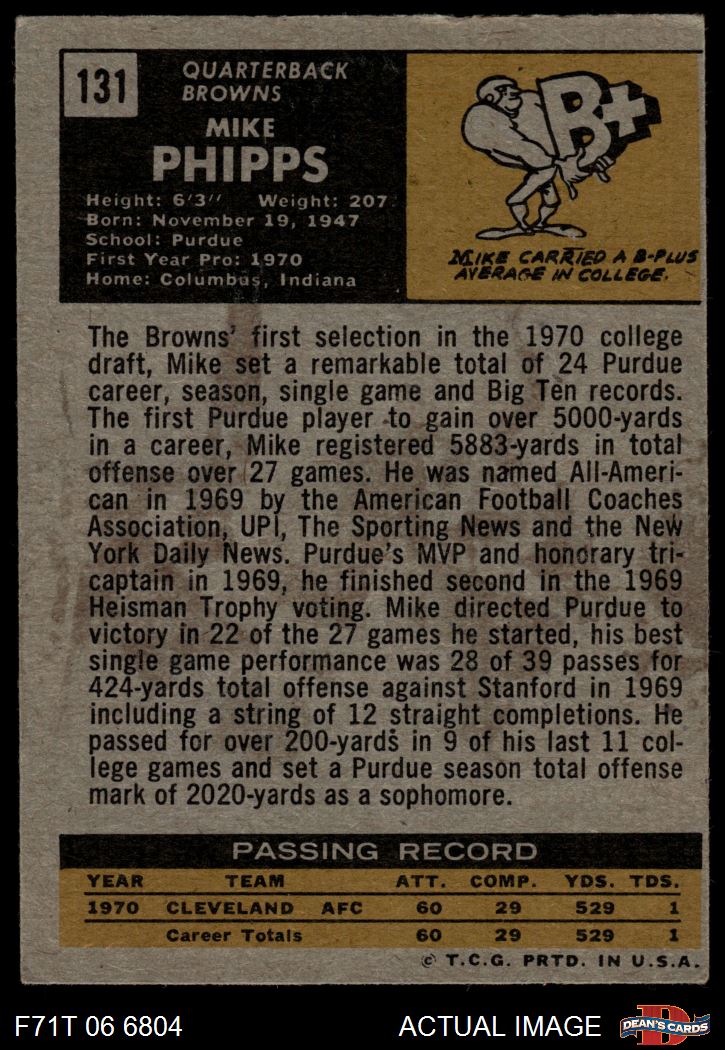 131
QUARTERBACK
BROWNS
MIKE
PHIPPS
Height: 6'3" Weight: 207
Born: November 19, 1947
School: Purdue
First Year Pro: 1970
Home: Columbus, Indiana
B+
MIKE CARRIED A B-PLUS
AVERAGE IN COLLEGE.
The Browns' first selection in the 1970 college
draft, Mike set a remarkable total of 24 Purdue
career, season, single game and Big Ten records.
The first Purdue player to gain over 5000-yards
in a career, Mike registered 5883-yards in total
offense over 27 games. He was named All-Ameri-
can in 1969 by the American Football Coaches
Association, UPI, The Sporting News and the New
York Daily News. Purdue's MVP and honorary tri-
captain in 1969, he finished second in the 1969
Heisman Trophy voting. Mike directed Purdue to
victory in 22 of the 27 games he started, his best
single game performance was 28 of 39 passes for
424-yards total offense against Stanford in 1969
including a string of 12 straight completions. He
passed for over 200-yards in 9 of his last 11 col-
lege games and set a Purdue season total offense
mark of 2020-yards as a sophomore.
PASSING RECORD
YEAR TEAM ATT. COMP. YDS. TDS.
1970 CLEVELAND AFC 60 29 529 1
Career Totals 60 29 529 1
© T.C.G. PRTD. IN U.S.A.
F71T 06 6804 ACTUAL IMAGE D DEAN'S CARDS